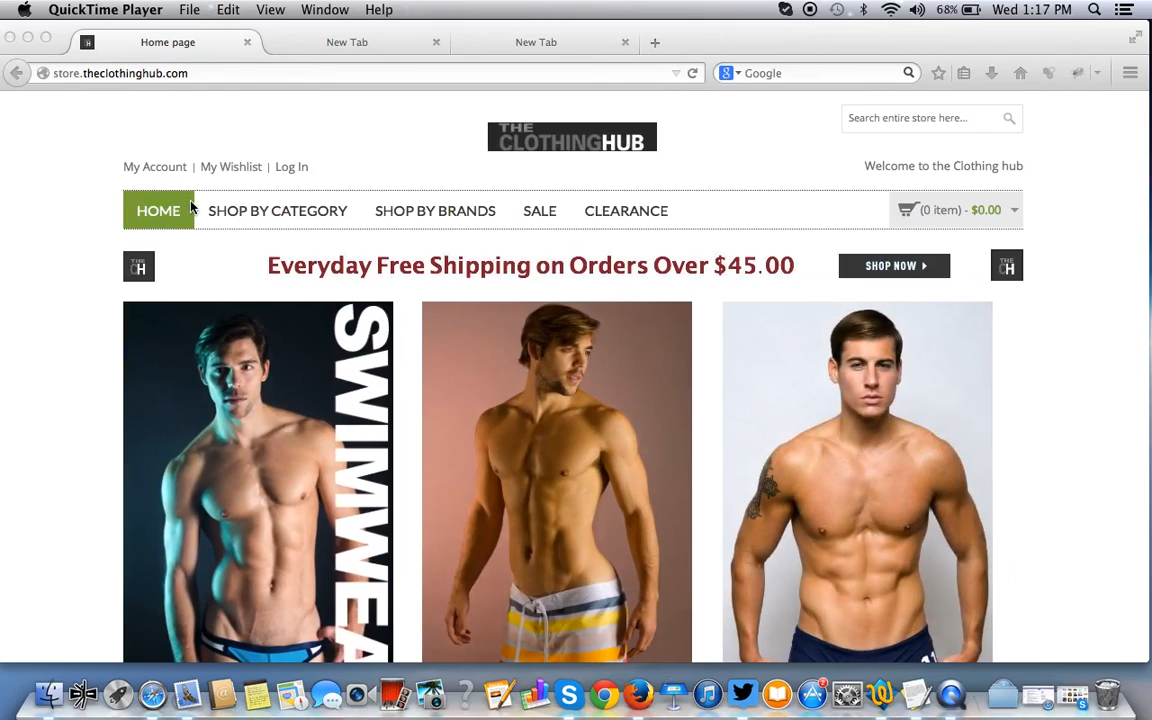 QuickTime Player File Edit View Window Help 68% Wed 1:17 PM
Home page New Tab New Tab
store.theclothinghub.com Google
THE CLOTHINGHUB
Search entire store here...
My Account | My Wishlist | Log In
Welcome to the Clothing hub
HOME SHOP BY CATEGORY SHOP BY BRANDS SALE CLEARANCE (0 item) - $0.00
THE CH
Everyday Free Shipping on Orders Over $45.00
SHOP NOW
THE CH
SWIMWEA